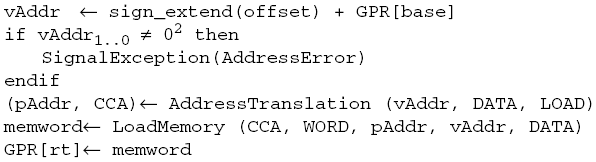 vAddr ← sign_extend(offset) + GPR[base]
if vAddr1..0 ≠ 0² then
SignalException(AddressError)
endif
(pAddr, CCA)← AddressTranslation (vAddr, DATA, LOAD)
memword← LoadMemory (CCA, WORD, pAddr, vAddr, DATA)
GPR[rt]← memword